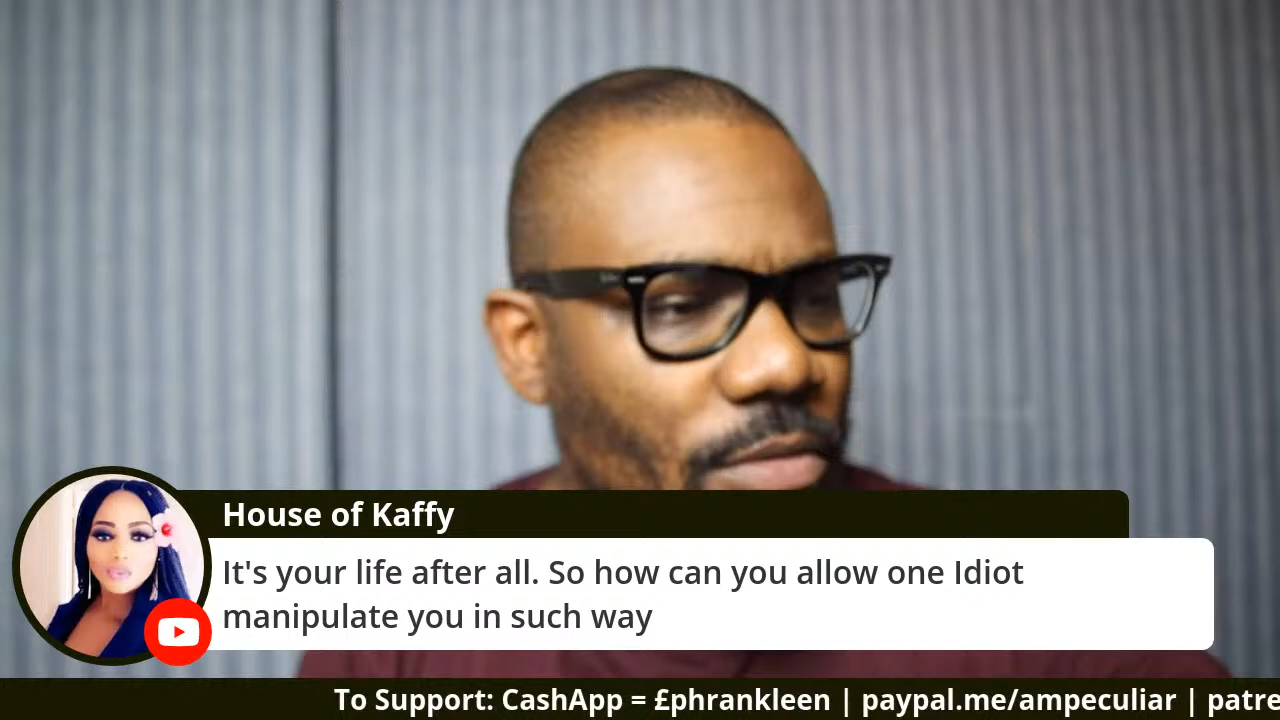 House of Kaffy
It's your life after all. So how can you allow one Idiot
manipulate you in such way
To Support: CashApp = £phrankleen | paypal.me/ampeculiar | patre